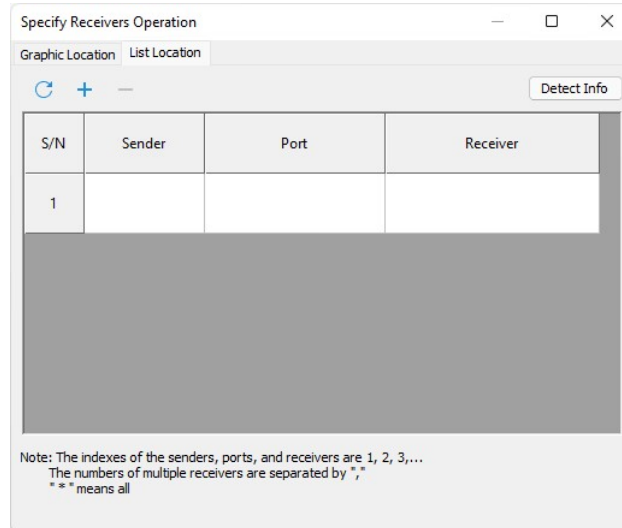 Specify Receivers Operation
Graphic Location List Location
Detect Info
S/N Sender Port Receiver
1
Note: The indexes of the senders, ports, and receivers are 1, 2, 3,...
The numbers of multiple receivers are separated by ","
" * " means all